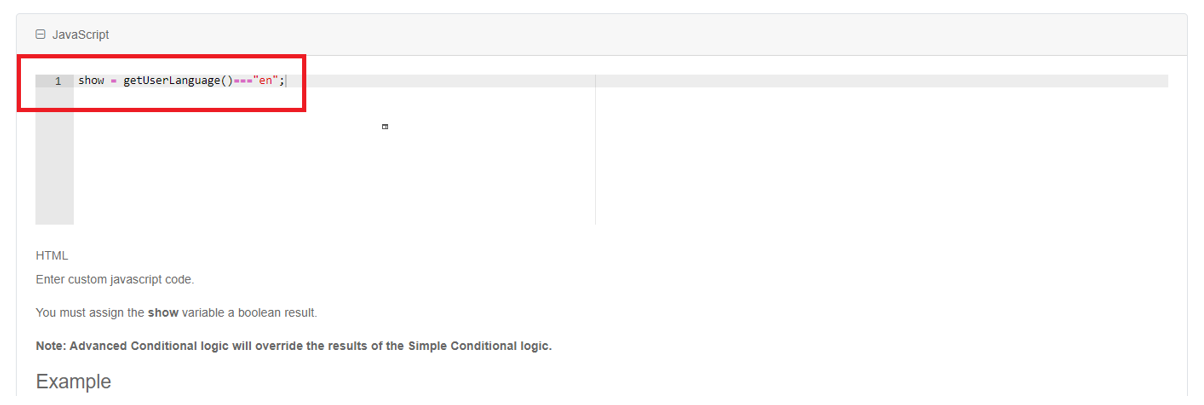 JavaScript
1 show = getUserLanguage()==="en";
HTML
Enter custom javascript code.
You must assign the show variable a boolean result.
Note: Advanced Conditional logic will override the results of the Simple Conditional logic.
Example